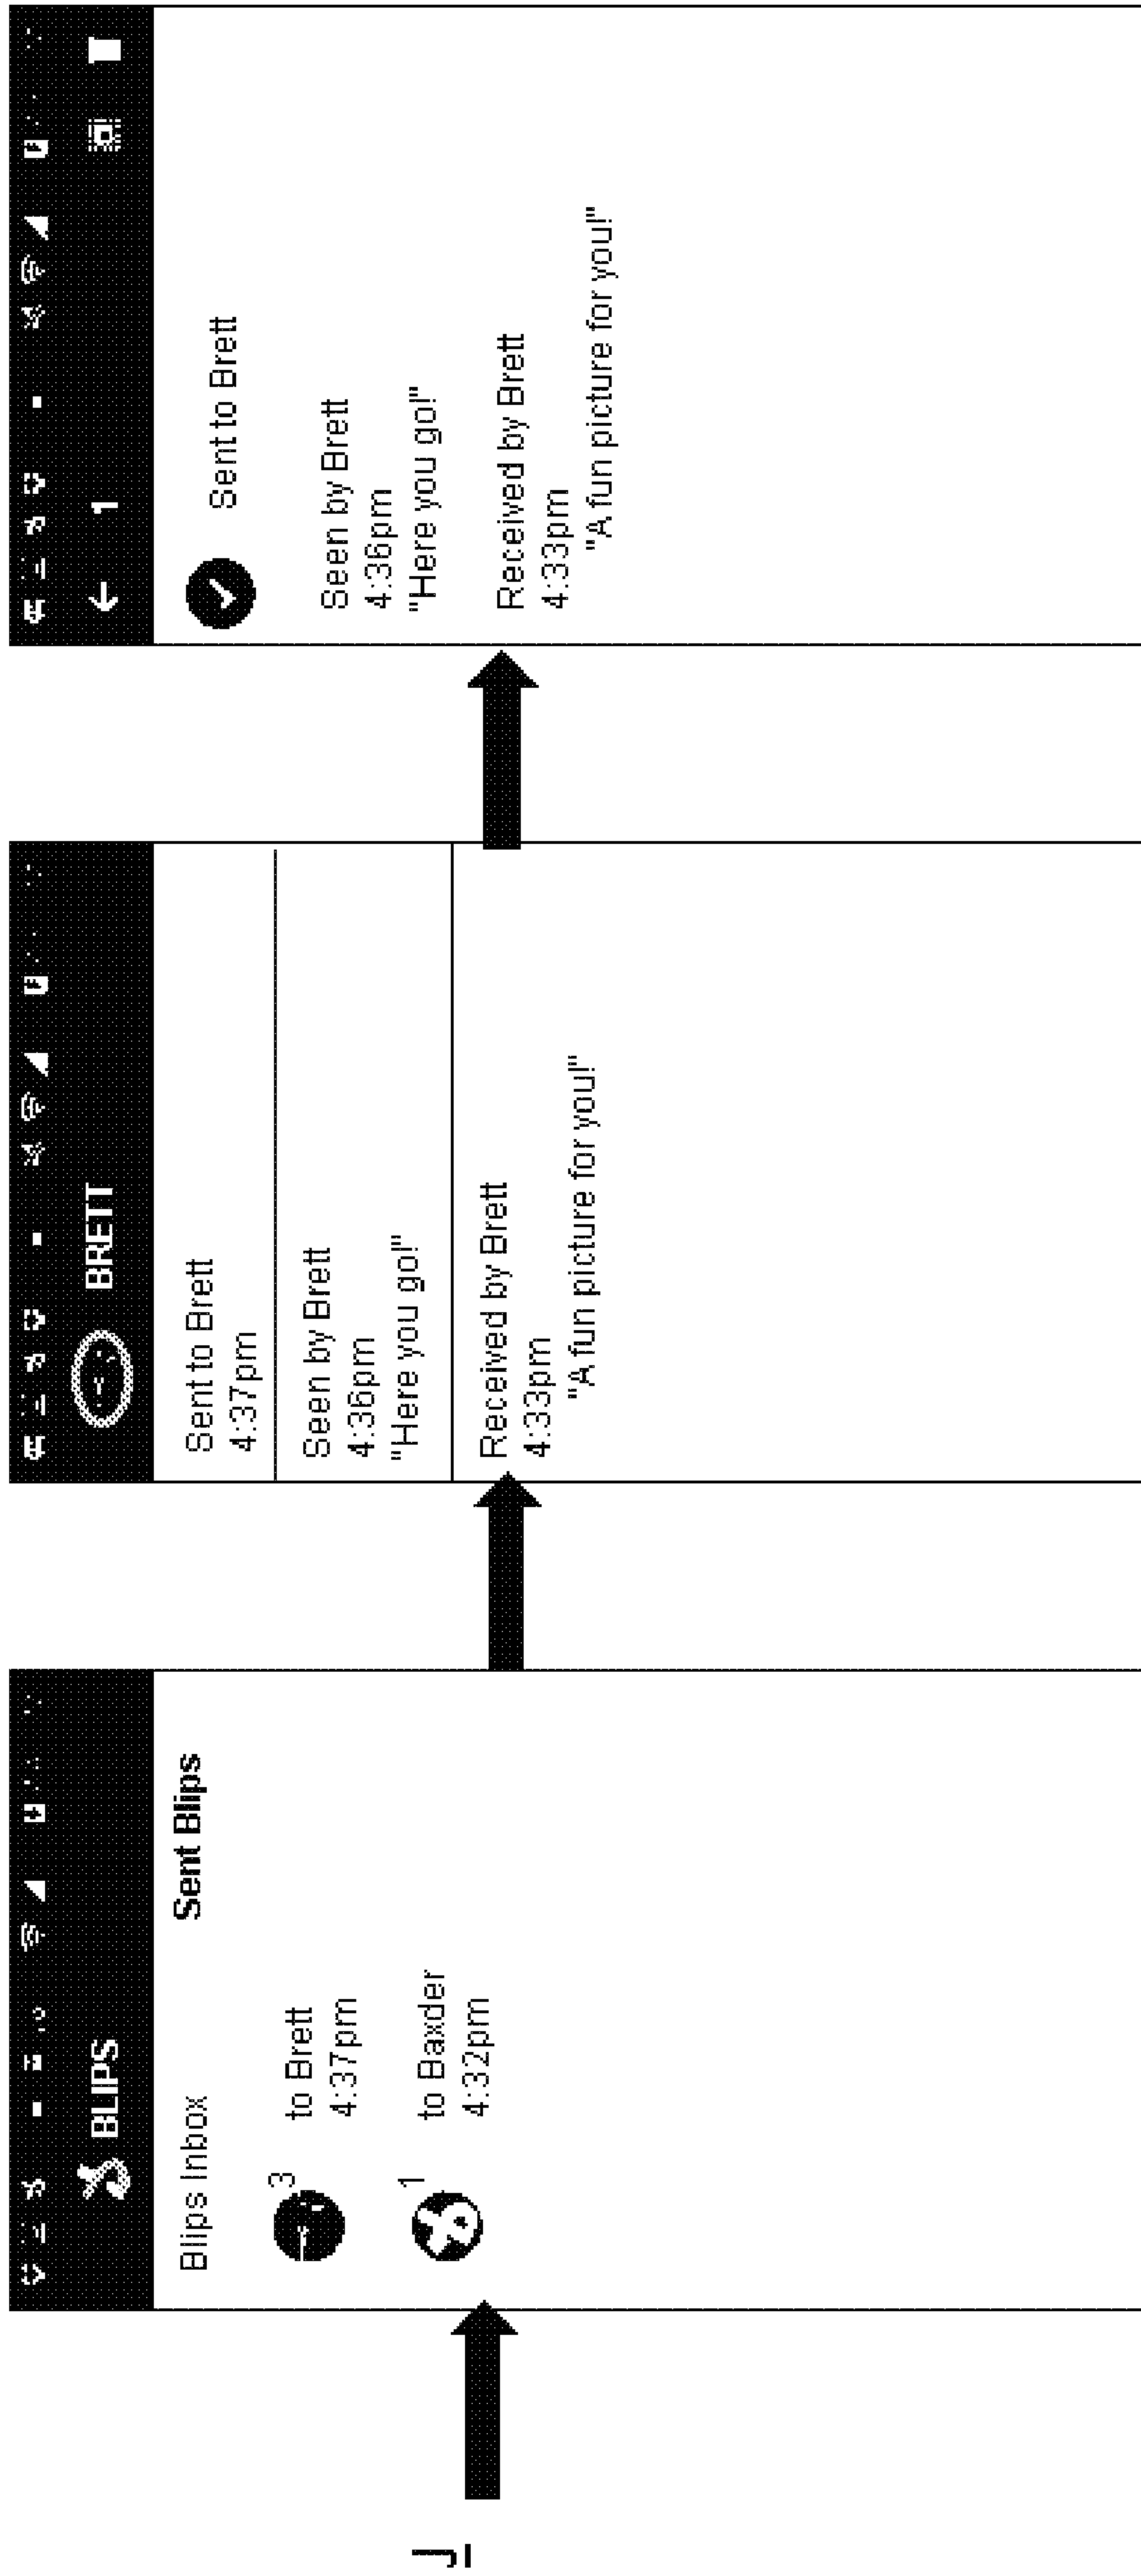 J
BLIPS
Blips Inbox Sent Blips
3
to Brett
4:37pm
1
to Baxder
4:32pm
BRETT
Sent to Brett
4:37pm
Seen by Brett
4:36pm
"Here you go!"
Received by Brett
4:33pm
"A fun picture for you!"
1
Sent to Brett
Seen by Brett
4:36pm
"Here you go!"
Received by Brett
4:33pm
"A fun picture for you!"